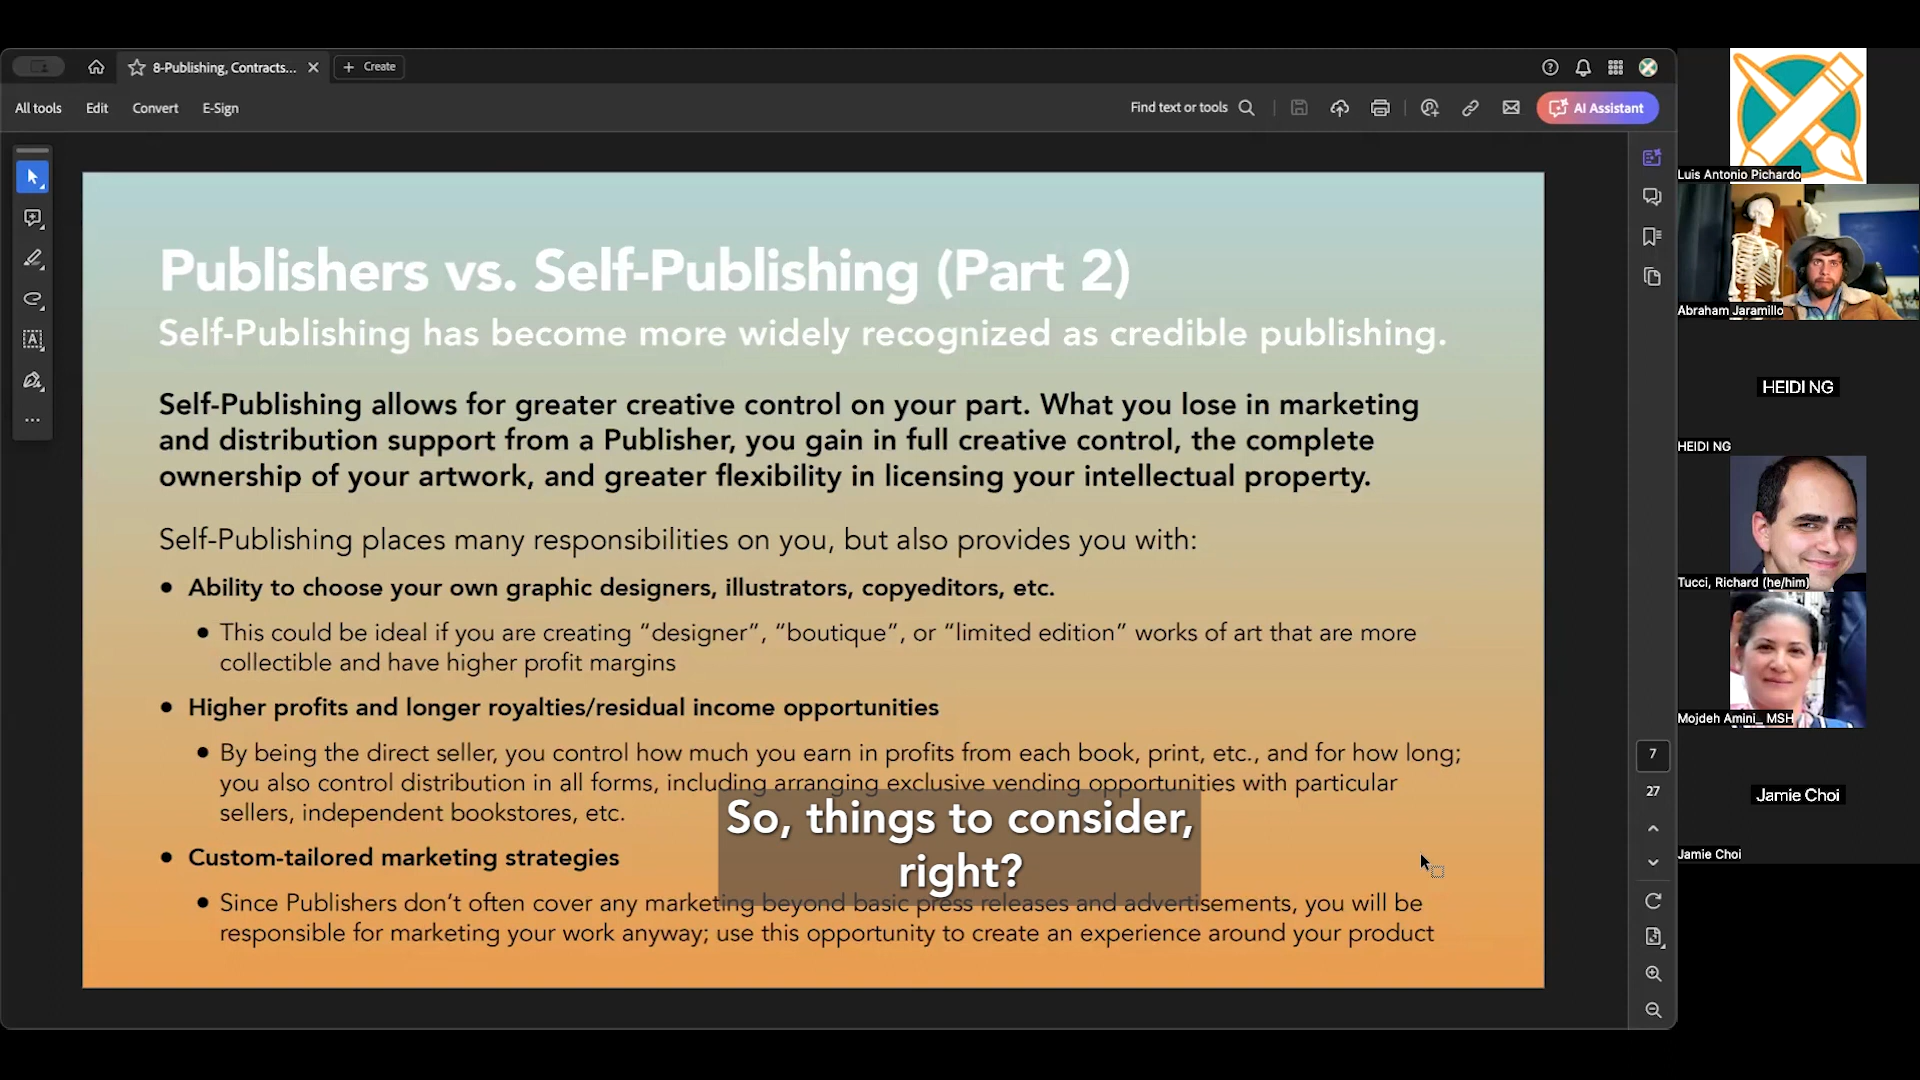 8-Publishing, Contracts...
Create
All tools
Edit
Convert
E-Sign
Find text or tools
AI Assistant
Publishers vs. Self-Publishing (Part 2)
Self-Publishing has become more widely recognized as credible publishing.
Self-Publishing allows for greater creative control on your part. What you lose in marketing
and distribution support from a Publisher, you gain in full creative control, the complete
ownership of your artwork, and greater flexibility in licensing your intellectual property.
Self-Publishing places many responsibilities on you, but also provides you with:
• Ability to choose your own graphic designers, illustrators, copyeditors, etc.
• This could be ideal if you are creating “designer”, “boutique”, or “limited edition” works of art that are more
collectible and have higher profit margins
• Higher profits and longer royalties/residual income opportunities
• By being the direct seller, you control how much you earn in profits from each book, print, etc., and for how long;
you also control distribution in all forms, including arranging exclusive vending opportunities with particular
sellers, independent bookstores, etc.
• Custom-tailored marketing strategies
• Since Publishers don’t often cover any marketing beyond basic press releases and advertisements, you will be
responsible for marketing your work anyway; use this opportunity to create an experience around your product
So, things to consider,
right?
7
27
Luis Antonio Pichardo
Abraham Jaramillo
HEIDI NG
HEIDI NG
Tucci, Richard (he/him)
Mojdeh Amini_ MSH
Jamie Choi
Jamie Choi